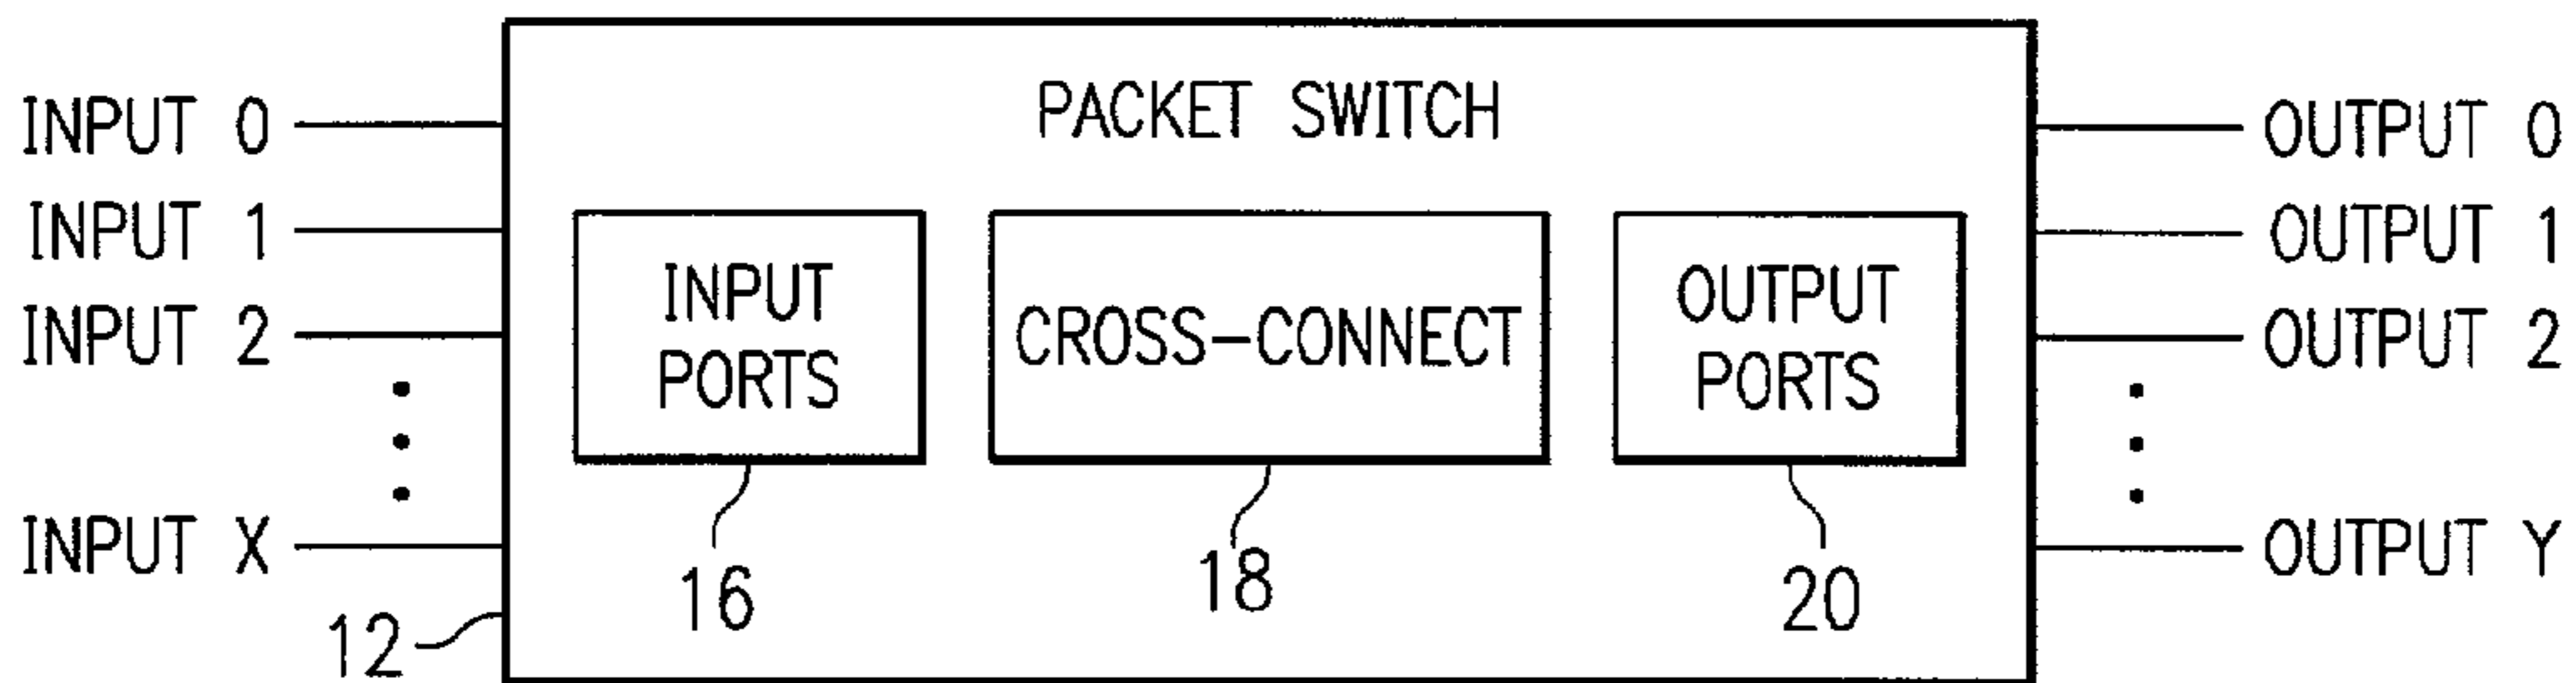 PACKET SWITCH
INPUT 0
INPUT 1
INPUT 2
INPUT X
12
INPUT
PORTS
16
CROSS-CONNECT
18
OUTPUT
PORTS
20
OUTPUT 0
OUTPUT 1
OUTPUT 2
OUTPUT Y